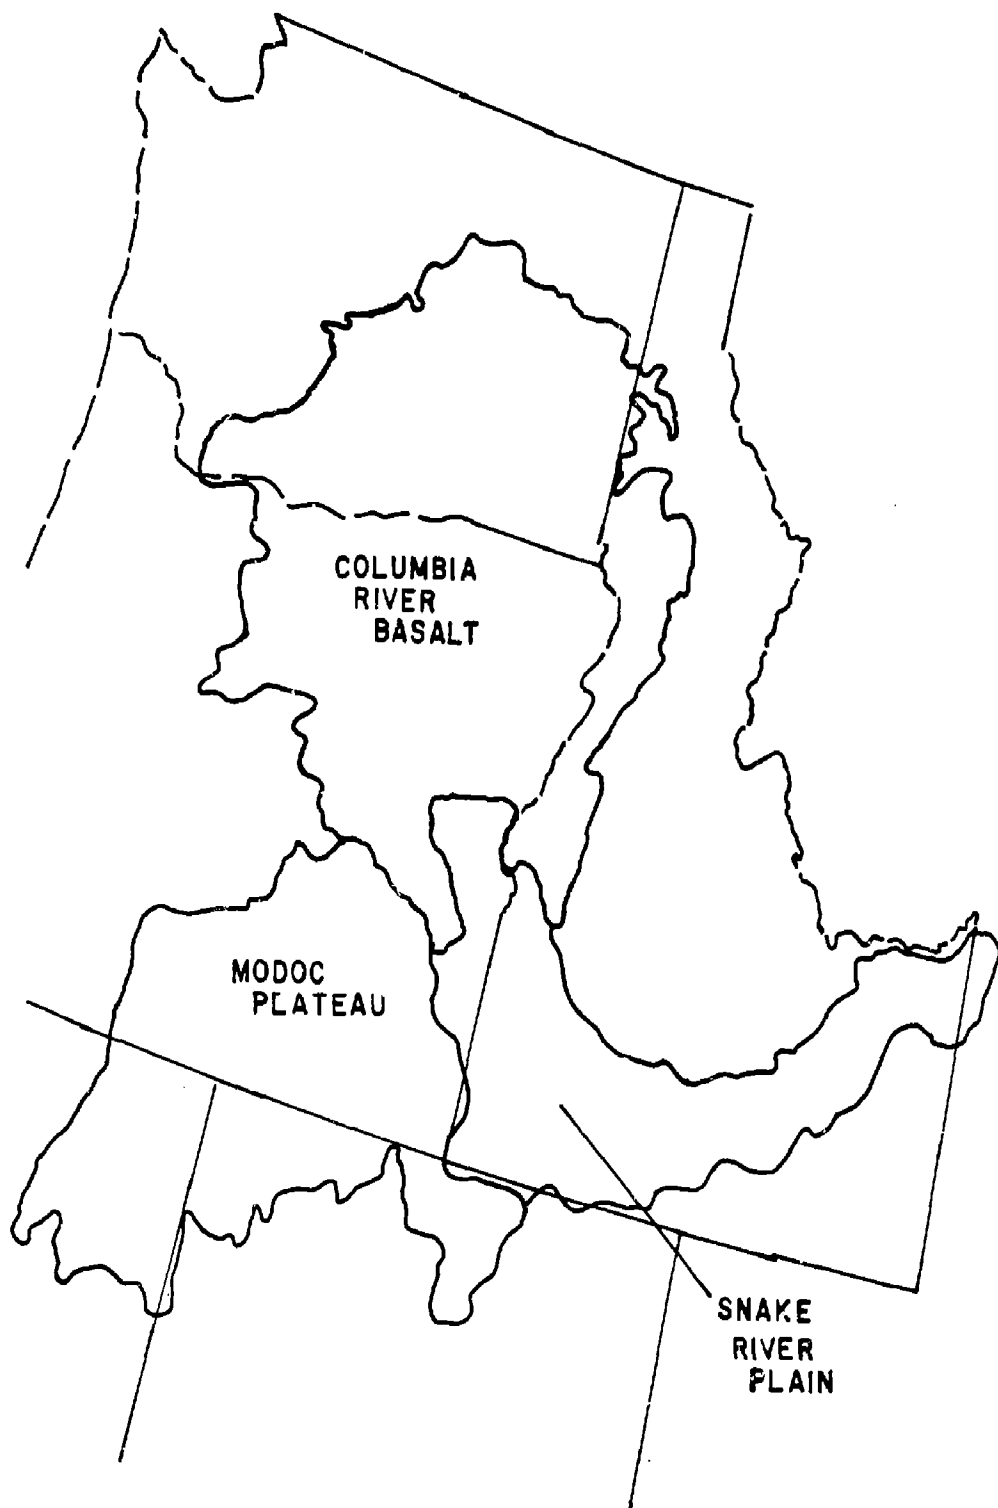 COLUMBIA
RIVER
BASALT
MODOC
PLATEAU
SNAKE
RIVER
PLAIN